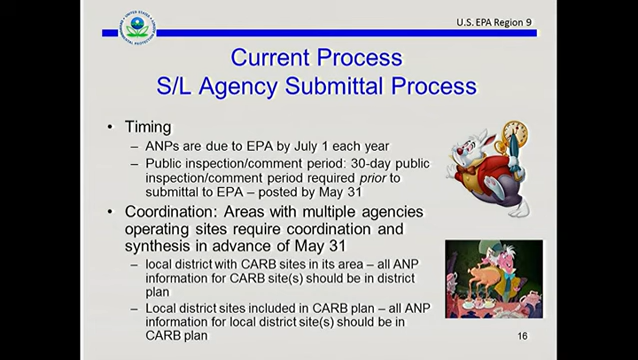 U.S. EPA Region 9
Current Process
S/L Agency Submittal Process
• Timing
– ANPs are due to EPA by July 1 each year
– Public inspection/comment period: 30-day public
inspection/comment period required prior to
submittal to EPA – posted by May 31
• Coordination: Areas with multiple agencies
operating sites require coordination and
synthesis in advance of May 31
– local district with CARB sites in its area – all ANP
information for CARB site(s) should be in district
plan
– Local district sites included in CARB plan – all ANP
information for local district site(s) should be in
CARB plan
16